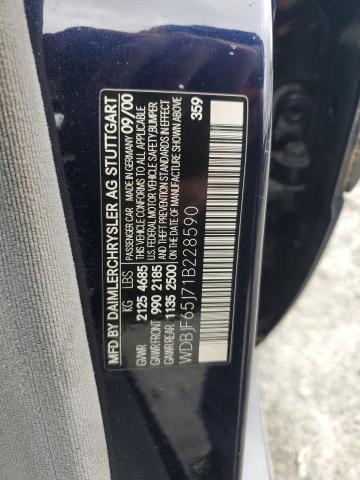 MFD BY DAIMLERCHRYSLER AG STUTTGART
PASSENGER CAR MADE IN GERMANY 09/00
KG LBS THIS VEHICLE CONFORMS TO ALL APPLICABLE
GVWR 2125 4685 U.S. FEDERAL MOTOR VEHICLE SAFETY, BUMPER
GAWR FRONT 990 2185 AND THEFT PREVENTION STANDARDS IN EFFECT
GAWR REAR 1135 2500 ON THE DATE OF MANUFACTURE SHOWN ABOVE
WDBJF65J71B228590 359